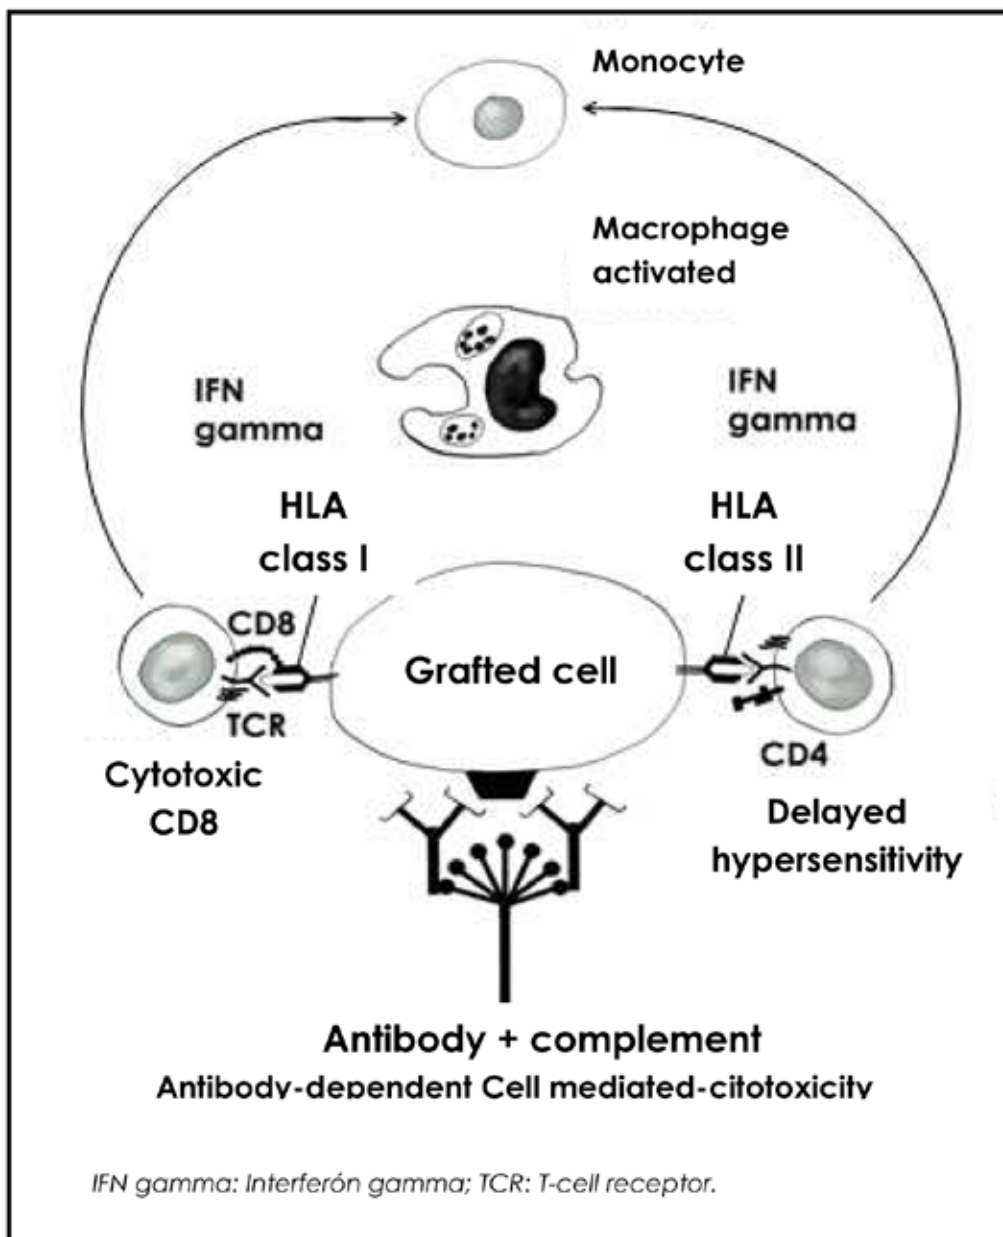 Monocyte
Macrophage
activated
IFN
gamma
IFN
gamma
HLA
class I
HLA
class II
CD8
Grafted cell
TCR
CD4
Cytotoxic
CD8
Delayed
hypersensitivity
Antibody + complement
Antibody-dependent Cell mediated-citotoxicity
IFN gamma: Interferón gamma; TCR: T-cell receptor.